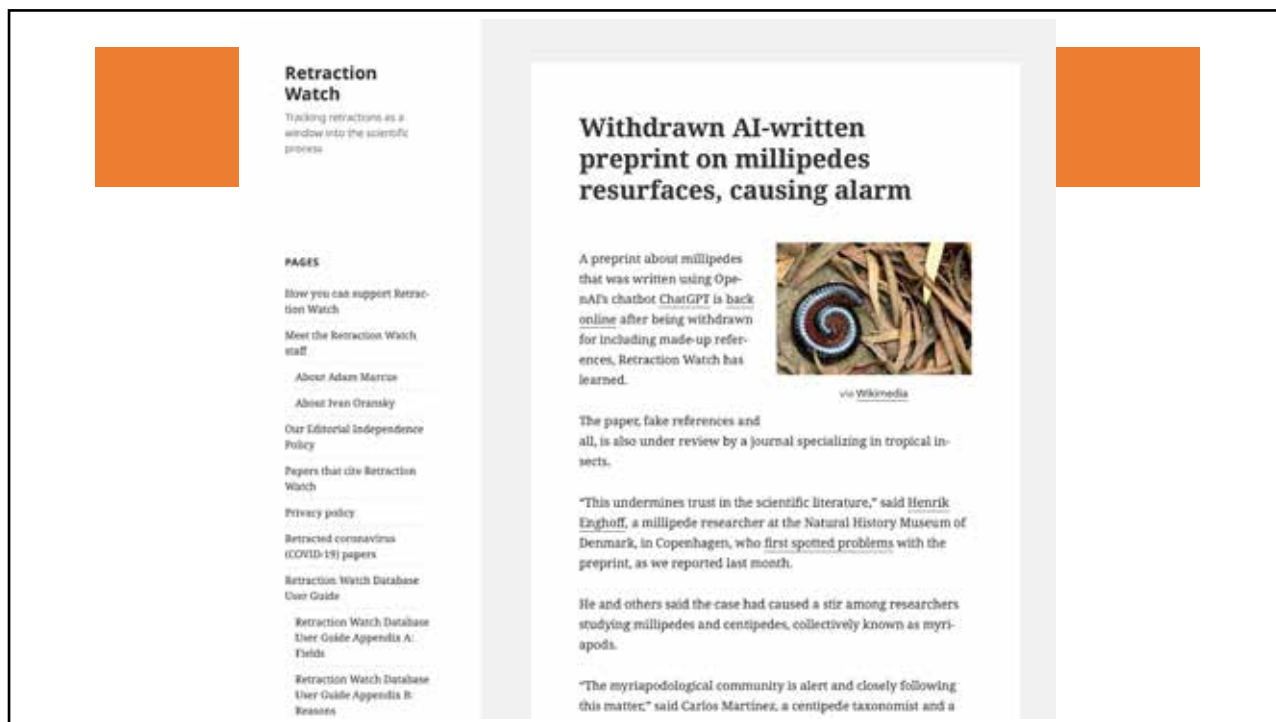 Retraction
Watch
Tracking retractions as a
window into the scientific
process
PAGES
How you can support Retrac-
tion Watch
Meet the Retraction Watch
staff
About Adam Marcus
About Ivan Oransky
Our Editorial Independence
Policy
Papers that cite Retraction
Watch
Privacy policy
Retracted coronavirus
(COVID-19) papers
Retraction Watch Database
User Guide
Retraction Watch Database
User Guide Appendix A:
Fields
Retraction Watch Database
User Guide Appendix B:
Reasons
Withdrawn AI-written
preprint on millipedes
resurfaces, causing alarm
A preprint about millipedes
that was written using Ope-
nAI's chatbot ChatGPT is back
online after being withdrawn
for including made-up refer-
ences, Retraction Watch has
learned.
via Wikimedia
The paper, fake references and
all, is also under review by a journal specializing in tropical in-
sects.
“This undermines trust in the scientific literature,” said Henrik
Enghoff, a millipede researcher at the Natural History Museum of
Denmark, in Copenhagen, who first spotted problems with the
preprint, as we reported last month.
He and others said the case had caused a stir among researchers
studying millipedes and centipedes, collectively known as myri-
apods.
“The myriapodological community is alert and closely following
this matter,” said Carlos Martínez, a centipede taxonomist and a